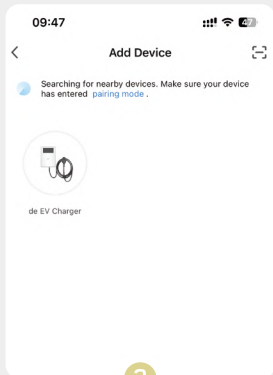 09:47
47
Add Device
Searching for nearby devices. Make sure your device
has entered pairing mode .
de EV Charger